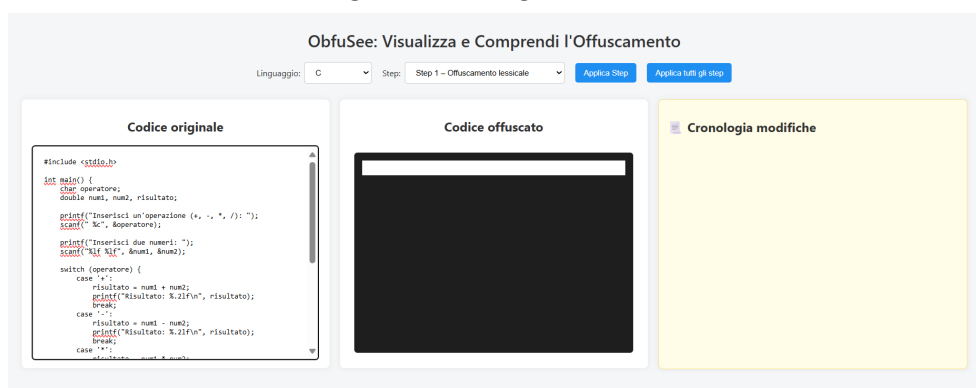 ObfuSee: Visualizza e Comprendi l'Offuscamento
Linguaggio: C Step: Step 1 – Offuscamento lessicale Applica Step Applica tutti gli step
Codice originale
#include <stdio.h>
int main() {
char operatore;
double num1, num2, risultato;
printf("Inserisci un'operazione (+, -, *, /): ");
scanf(" %c", &operatore);
printf("Inserisci due numeri: ");
scanf("%lf %lf", &num1, &num2);
switch (operatore) {
case '+':
risultato = num1 + num2;
printf("Risultato: %.2lf\n", risultato);
break;
case '-':
risultato = num1 - num2;
printf("Risultato: %.2lf\n", risultato);
break;
case '*':
risultato = num1 * num2;
Codice offuscato
Cronologia modifiche